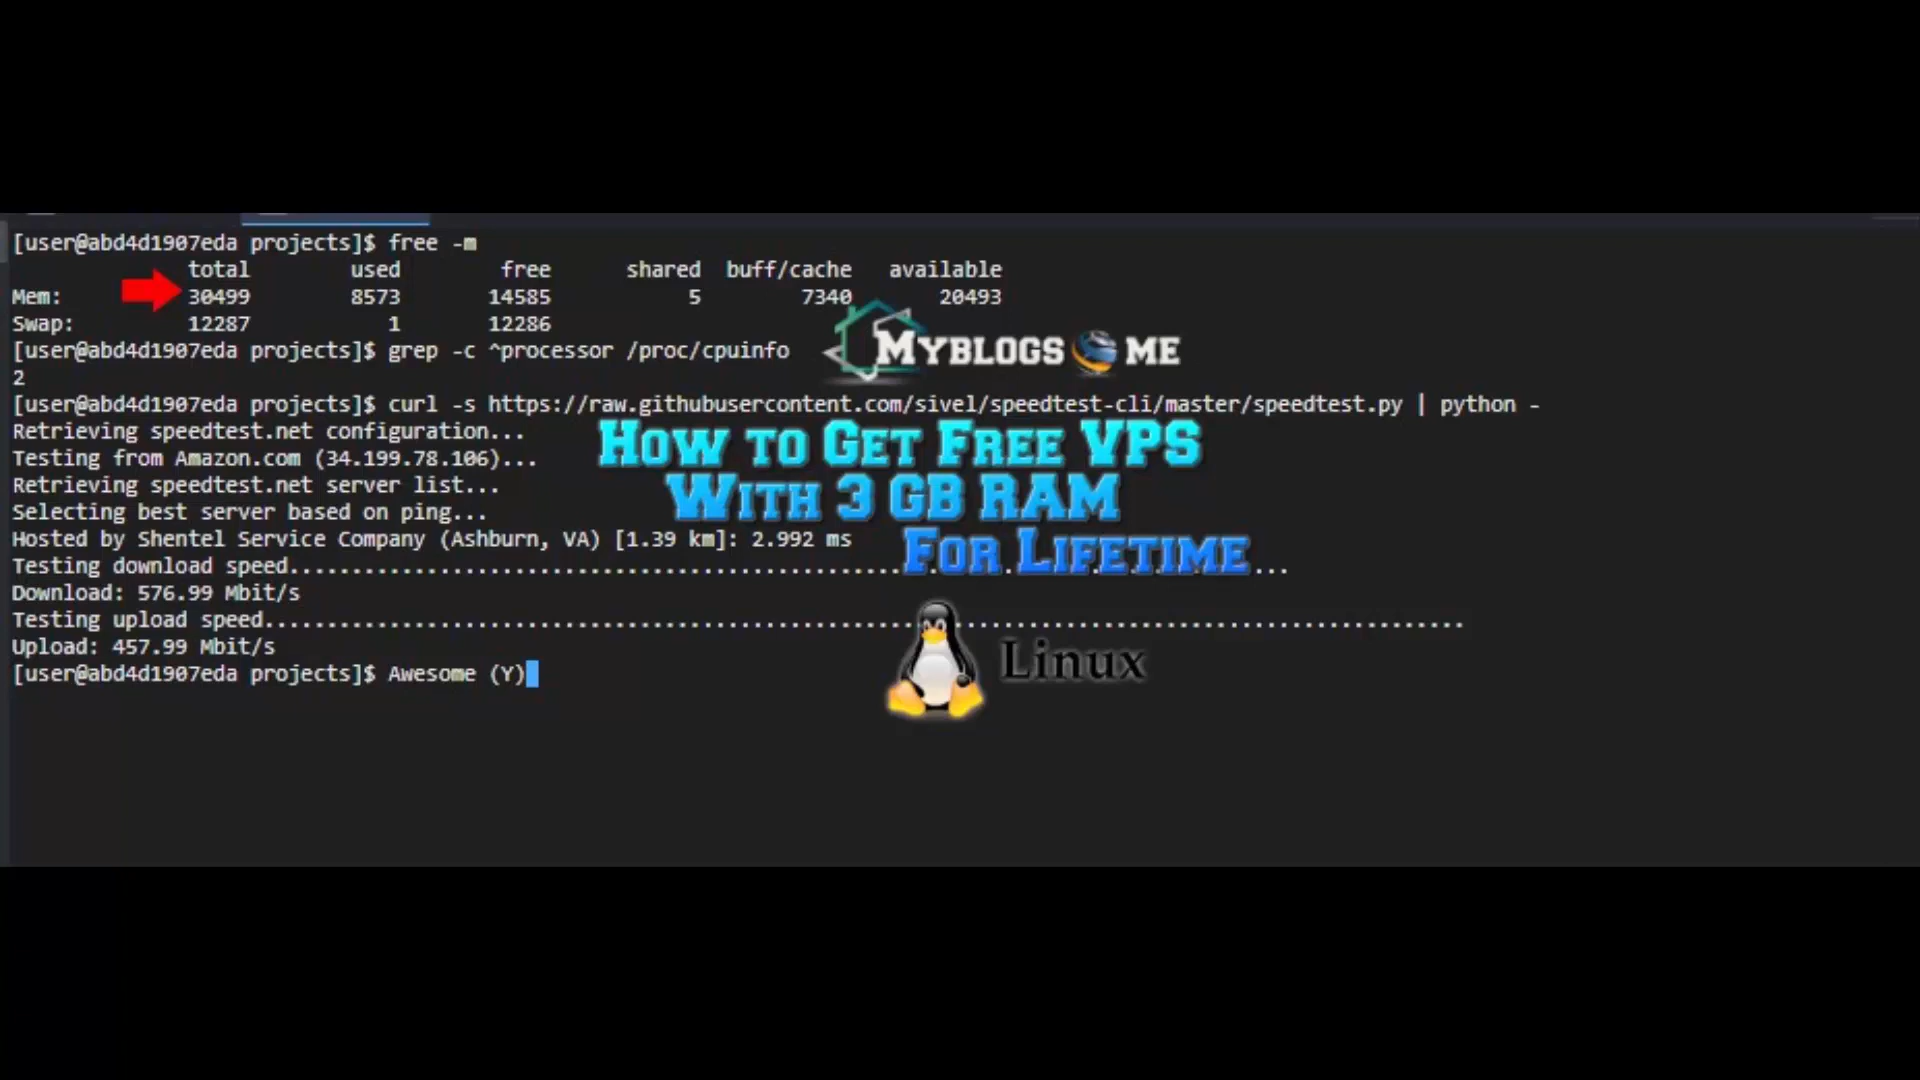 [user@abd4d1907eda projects]$ free -m
total used free shared buff/cache available
Mem: 30499 8573 14585 5 7340 20493
Swap: 12287 1 12286
[user@abd4d1907eda projects]$ grep -c ^processor /proc/cpuinfo
MYBLOGS ME
2
[user@abd4d1907eda projects]$ curl -s https://raw.githubusercontent.com/sivel/speedtest-cli/master/speedtest.py | python -
Retrieving speedtest.net configuration...
Testing from Amazon.com (34.199.78.106)...
Retrieving speedtest.net server list...
Selecting best server based on ping...
Hosted by Shentel Service Company (Ashburn, VA) [1.39 km]: 2.992 ms
Testing download speed................................................................................
Download: 576.99 Mbit/s
Testing upload speed................................................................................................
Upload: 457.99 Mbit/s
[user@abd4d1907eda projects]$ Awesome (Y)
HOW TO GET FREE VPS
WITH 3 GB RAM
FOR LIFETIME
Linux